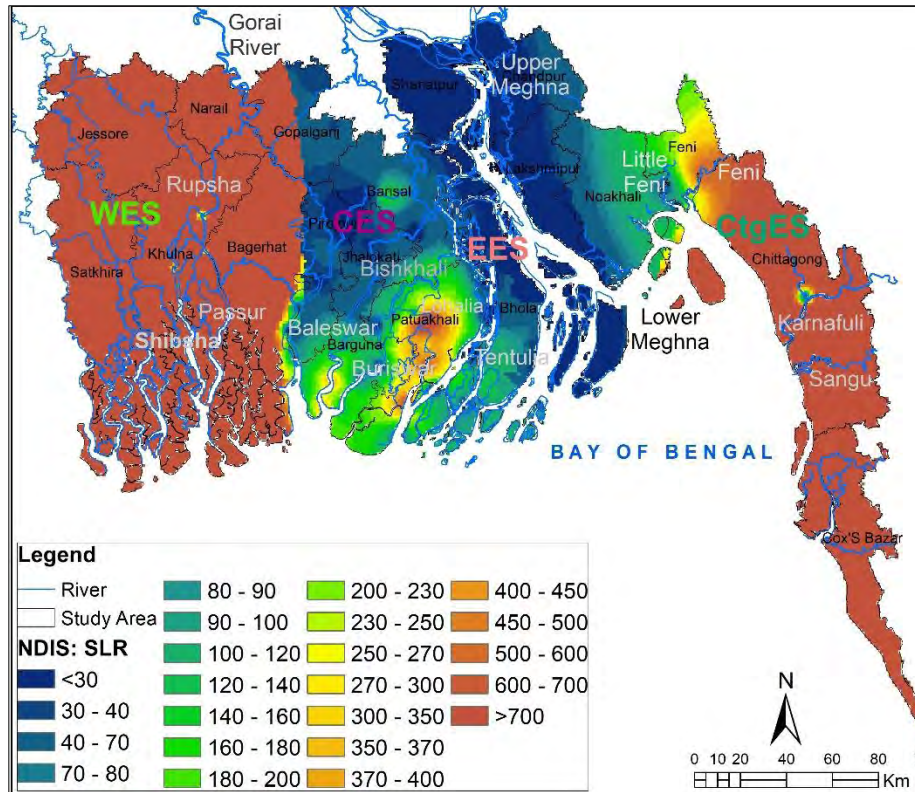 Gorai
River
Upper
Meghna
Shariatpur
Chandpur
Narail
Jessore
Gopalganj
Feni
Little
Feni
Feni
Lakshmipur
Rupsha
Barisal
Noakhali
WES
CES
EES
CtgES
Khulna
Bagerhat
Jhalokati
Bishkhali
Chittagong
Satkhira
Passur
Bhola
Baleswar
Patuakhali
Lower
Meghna
Karnafuli
Shibsha
Barguna
Tentulia
Burishwar
Sangu
BAY OF BENGAL
Cox'S Bazar
Legend
River
Study Area
NDIS: SLR
<30
30 - 40
40 - 70
70 - 80
80 - 90
90 - 100
100 - 120
120 - 140
140 - 160
160 - 180
180 - 200
200 - 230
230 - 250
250 - 270
270 - 300
300 - 350
350 - 370
370 - 400
400 - 450
450 - 500
500 - 600
600 - 700
>700
N
0 10 20 40 60 80
Km